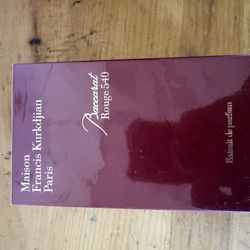 Maison
Francis Kurkdjian
Paris
Baccarat
Rouge 540
Extrait de parfum